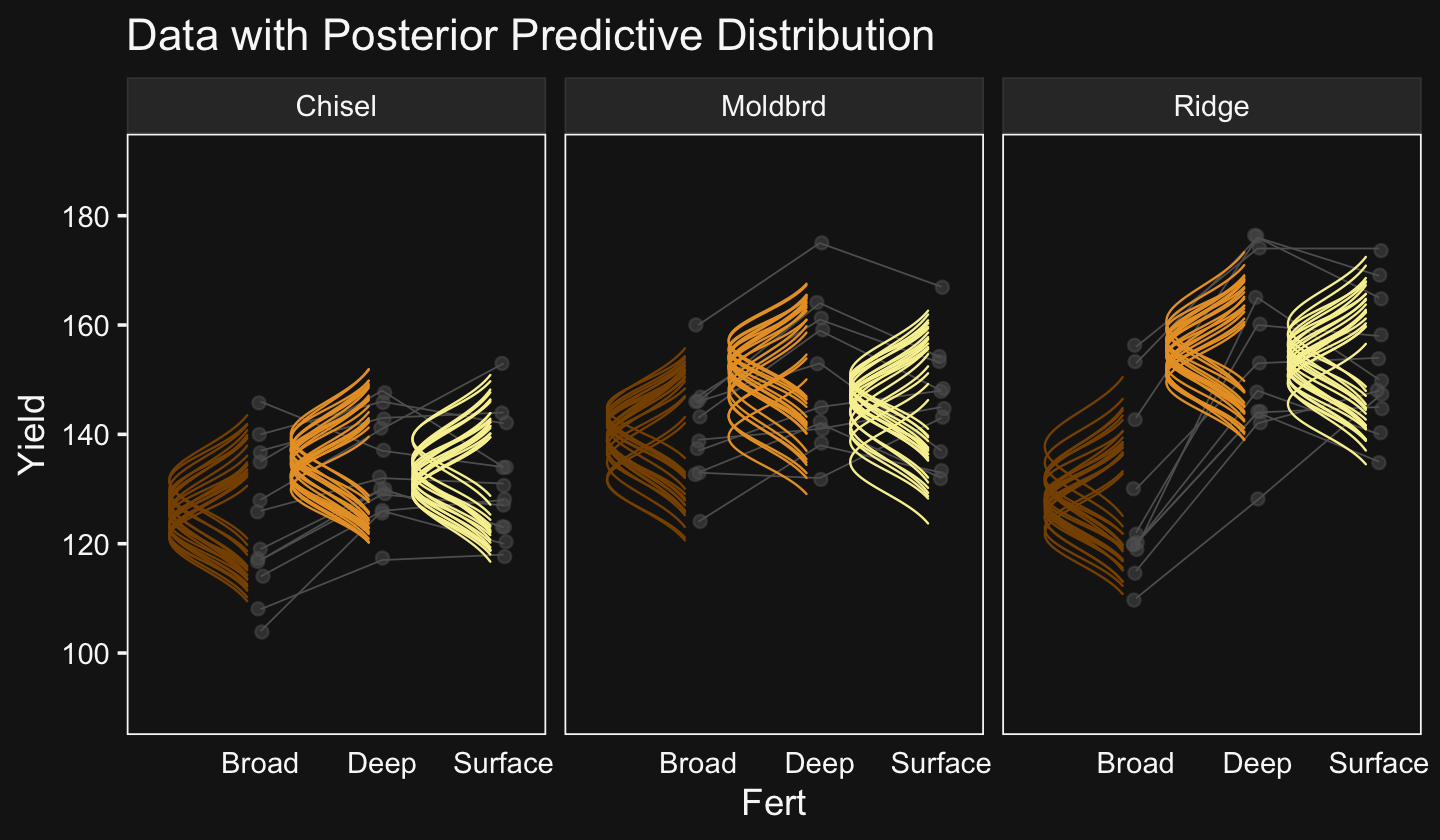 Data with Posterior Predictive Distribution
Chisel
Moldbrd
Ridge
Yield
180
160
140
120
100
Broad Deep Surface
Broad Deep Surface
Broad Deep Surface
Fert